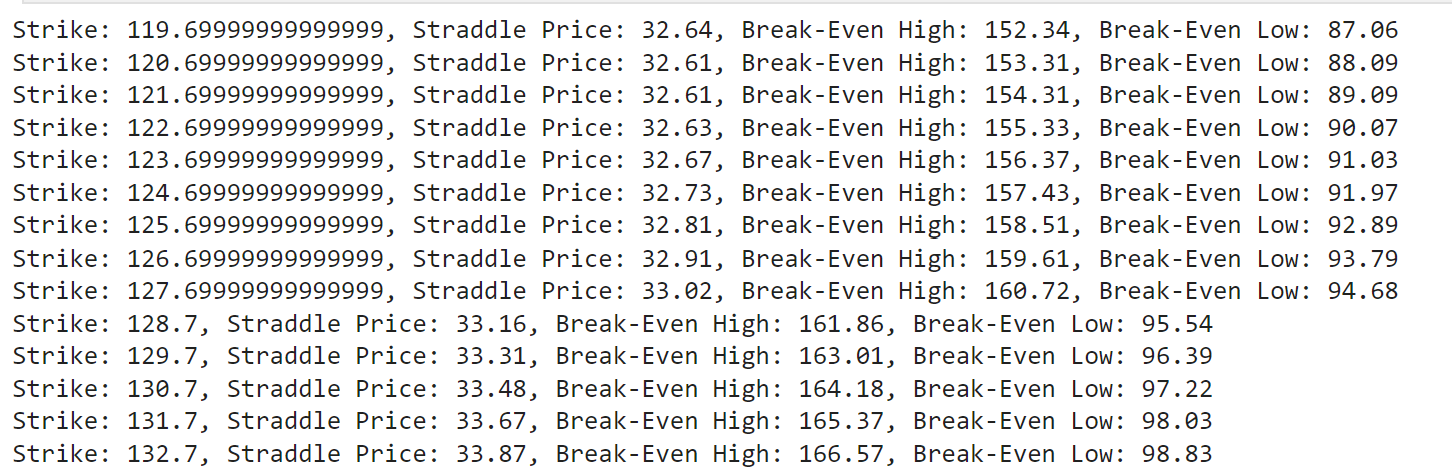 Strike: 119.69999999999999, Straddle Price: 32.64, Break-Even High: 152.34, Break-Even Low: 87.06
Strike: 120.69999999999999, Straddle Price: 32.61, Break-Even High: 153.31, Break-Even Low: 88.09
Strike: 121.69999999999999, Straddle Price: 32.61, Break-Even High: 154.31, Break-Even Low: 89.09
Strike: 122.69999999999999, Straddle Price: 32.63, Break-Even High: 155.33, Break-Even Low: 90.07
Strike: 123.69999999999999, Straddle Price: 32.67, Break-Even High: 156.37, Break-Even Low: 91.03
Strike: 124.69999999999999, Straddle Price: 32.73, Break-Even High: 157.43, Break-Even Low: 91.97
Strike: 125.69999999999999, Straddle Price: 32.81, Break-Even High: 158.51, Break-Even Low: 92.89
Strike: 126.69999999999999, Straddle Price: 32.91, Break-Even High: 159.61, Break-Even Low: 93.79
Strike: 127.69999999999999, Straddle Price: 33.02, Break-Even High: 160.72, Break-Even Low: 94.68
Strike: 128.7, Straddle Price: 33.16, Break-Even High: 161.86, Break-Even Low: 95.54
Strike: 129.7, Straddle Price: 33.31, Break-Even High: 163.01, Break-Even Low: 96.39
Strike: 130.7, Straddle Price: 33.48, Break-Even High: 164.18, Break-Even Low: 97.22
Strike: 131.7, Straddle Price: 33.67, Break-Even High: 165.37, Break-Even Low: 98.03
Strike: 132.7, Straddle Price: 33.87, Break-Even High: 166.57, Break-Even Low: 98.83